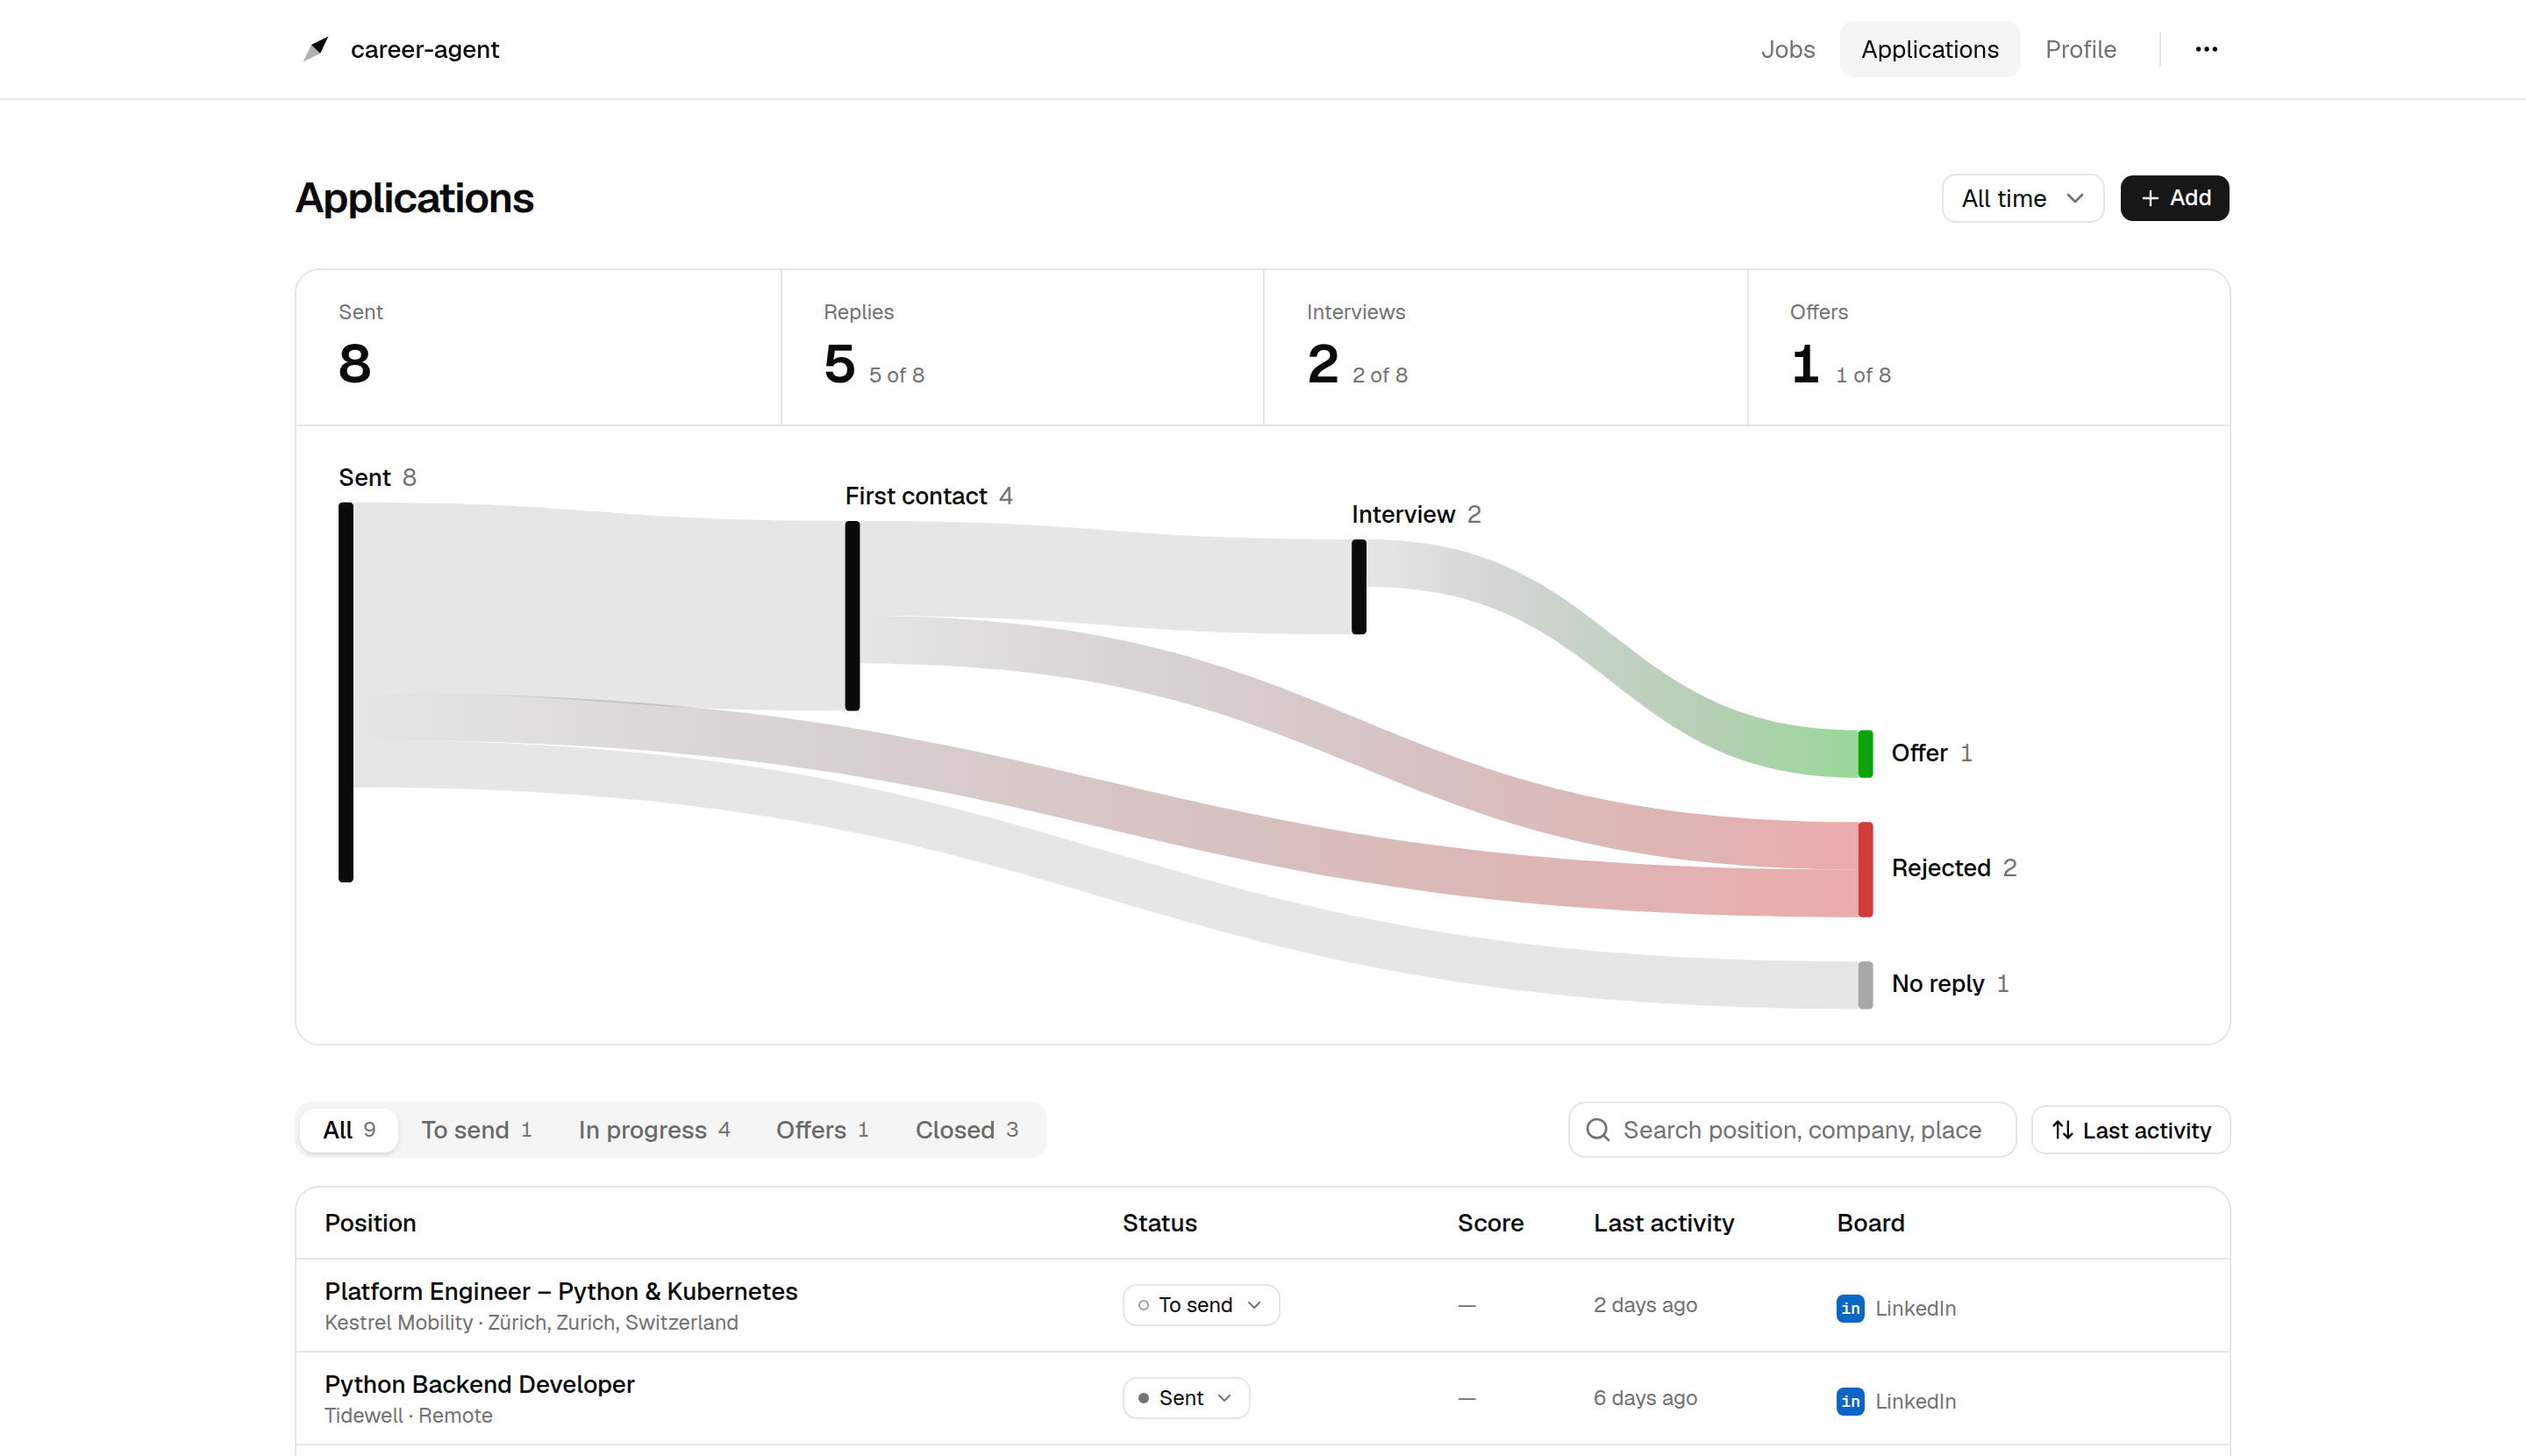 career-agent
Jobs Applications Profile
Applications
All time
Add
Sent
8
Replies
5 5 of 8
Interviews
2 2 of 8
Offers
1 1 of 8
Sent 8
First contact 4
Interview 2
Offer 1
Rejected 2
No reply 1
All 9 To send 1 In progress 4 Offers 1 Closed 3
Search position, company, place
Last activity
Position Status Score Last activity Board
Platform Engineer – Python & Kubernetes
Kestrel Mobility · Zürich, Zurich, Switzerland
To send — 2 days ago in LinkedIn
Python Backend Developer
Tidewell · Remote
Sent — 6 days ago in LinkedIn